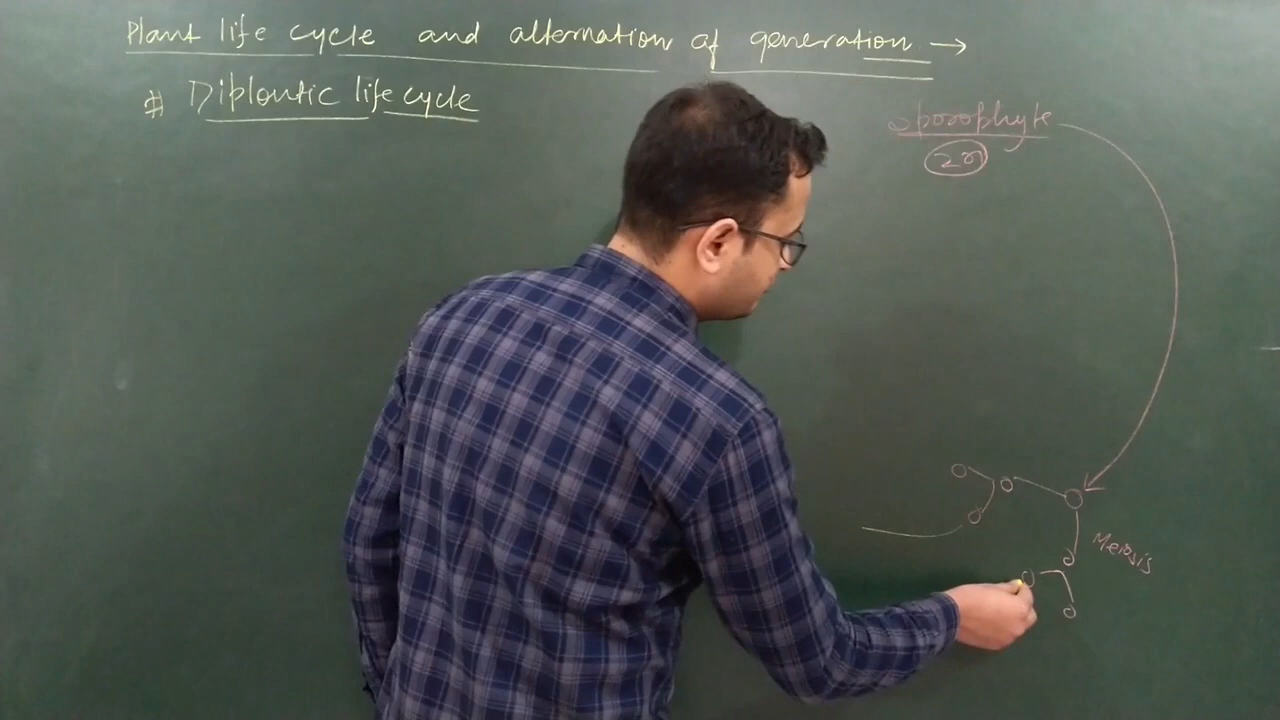 Plant life cycle and alternation of generation →
# Diplontic life cycle
Sporophyte
2n
Meiosis